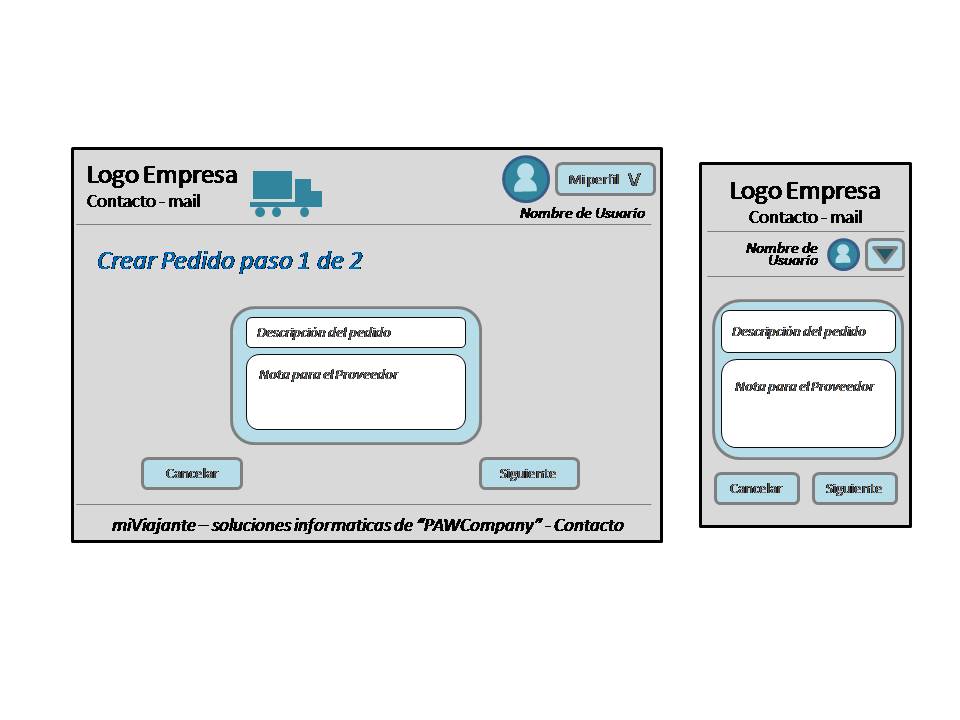 Logo Empresa
Contacto - mail
Mi perfil V
Nombre de Usuario
Crear Pedido paso 1 de 2
Descripción del pedido
Nota para el Proveedor
Cancelar
Siguiente
miViajante – soluciones informaticas de “PAWCompany” - Contacto
Logo Empresa
Contacto - mail
Nombre de
Usuario
Descripción del pedido
Nota para el Proveedor
Cancelar
Siguiente